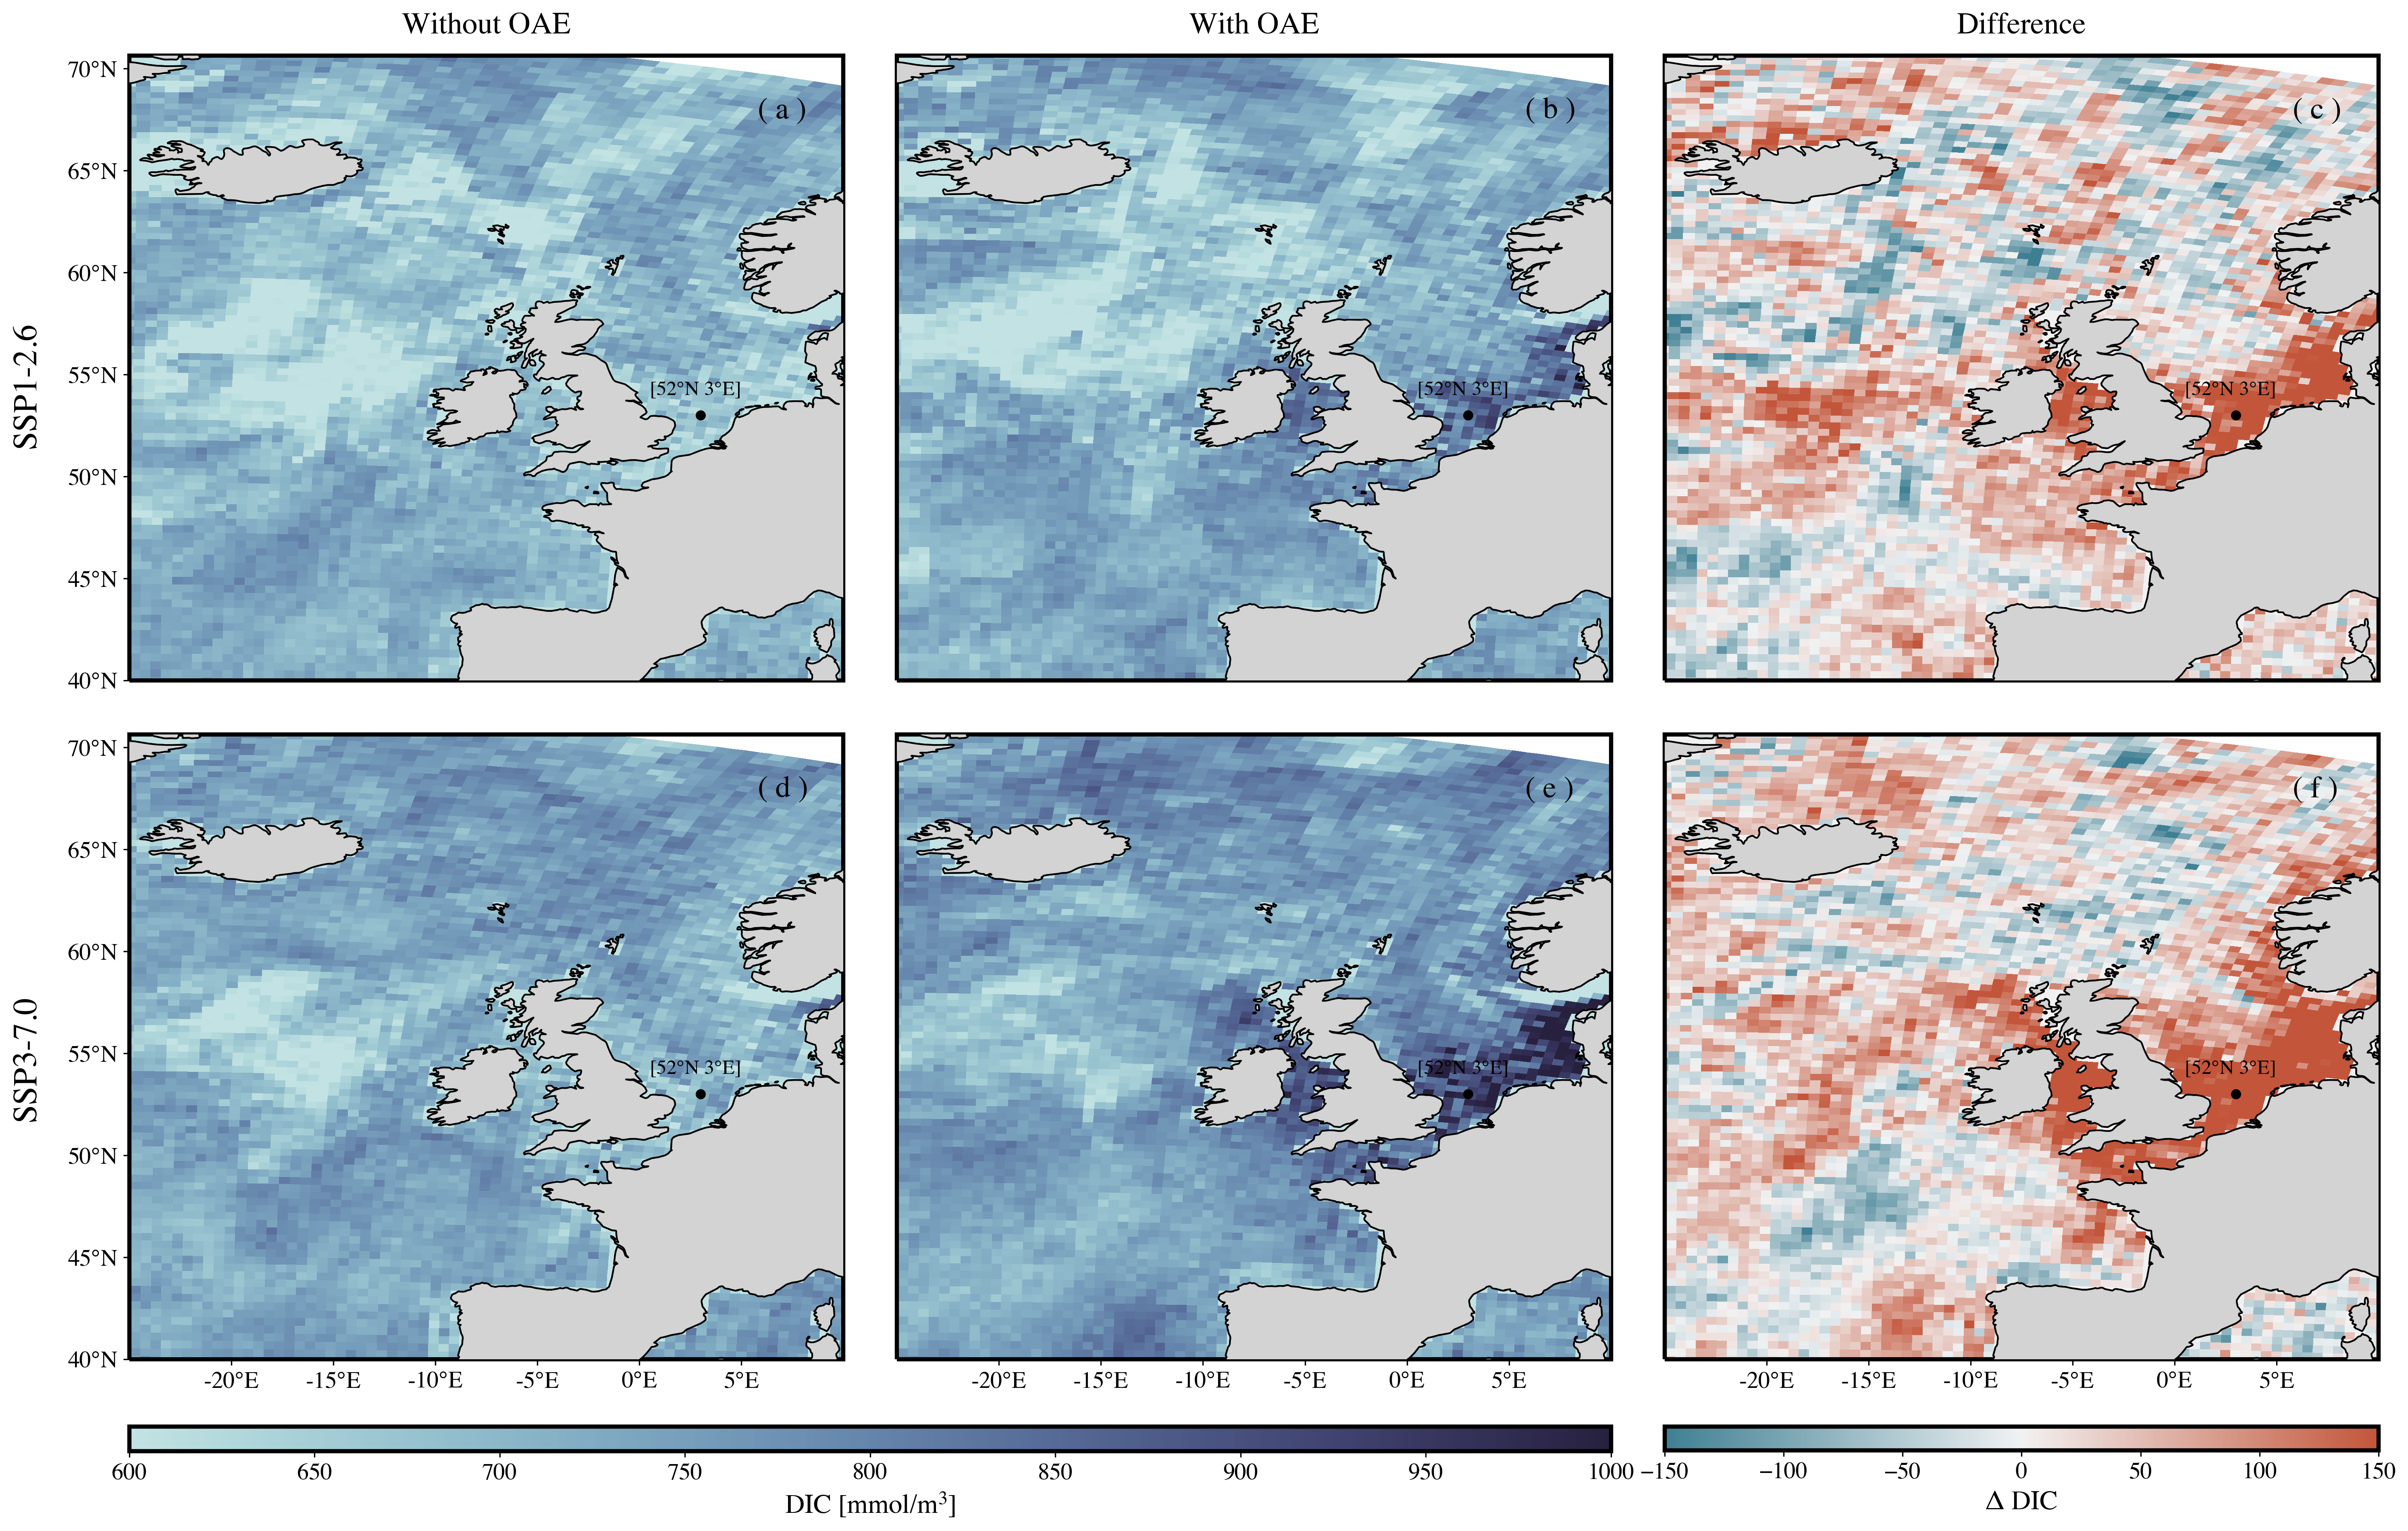 Without OAE
With OAE
Difference
SSP1-2.6
70°N
65°N
60°N
55°N
50°N
45°N
40°N
( a )
[52°N 3°E]
( b )
[52°N 3°E]
( c )
[52°N 3°E]
SSP3-7.0
70°N
65°N
60°N
55°N
50°N
45°N
40°N
( d )
[52°N 3°E]
( e )
[52°N 3°E]
( f )
[52°N 3°E]
-20°E -15°E -10°E -5°E 0°E 5°E
-20°E -15°E -10°E -5°E 0°E 5°E
-20°E -15°E -10°E -5°E 0°E 5°E
600 650 700 750 800 850 900 950 1000
DIC [mmol/m³]
−150 −100 −50 0 50 100 150
Δ DIC